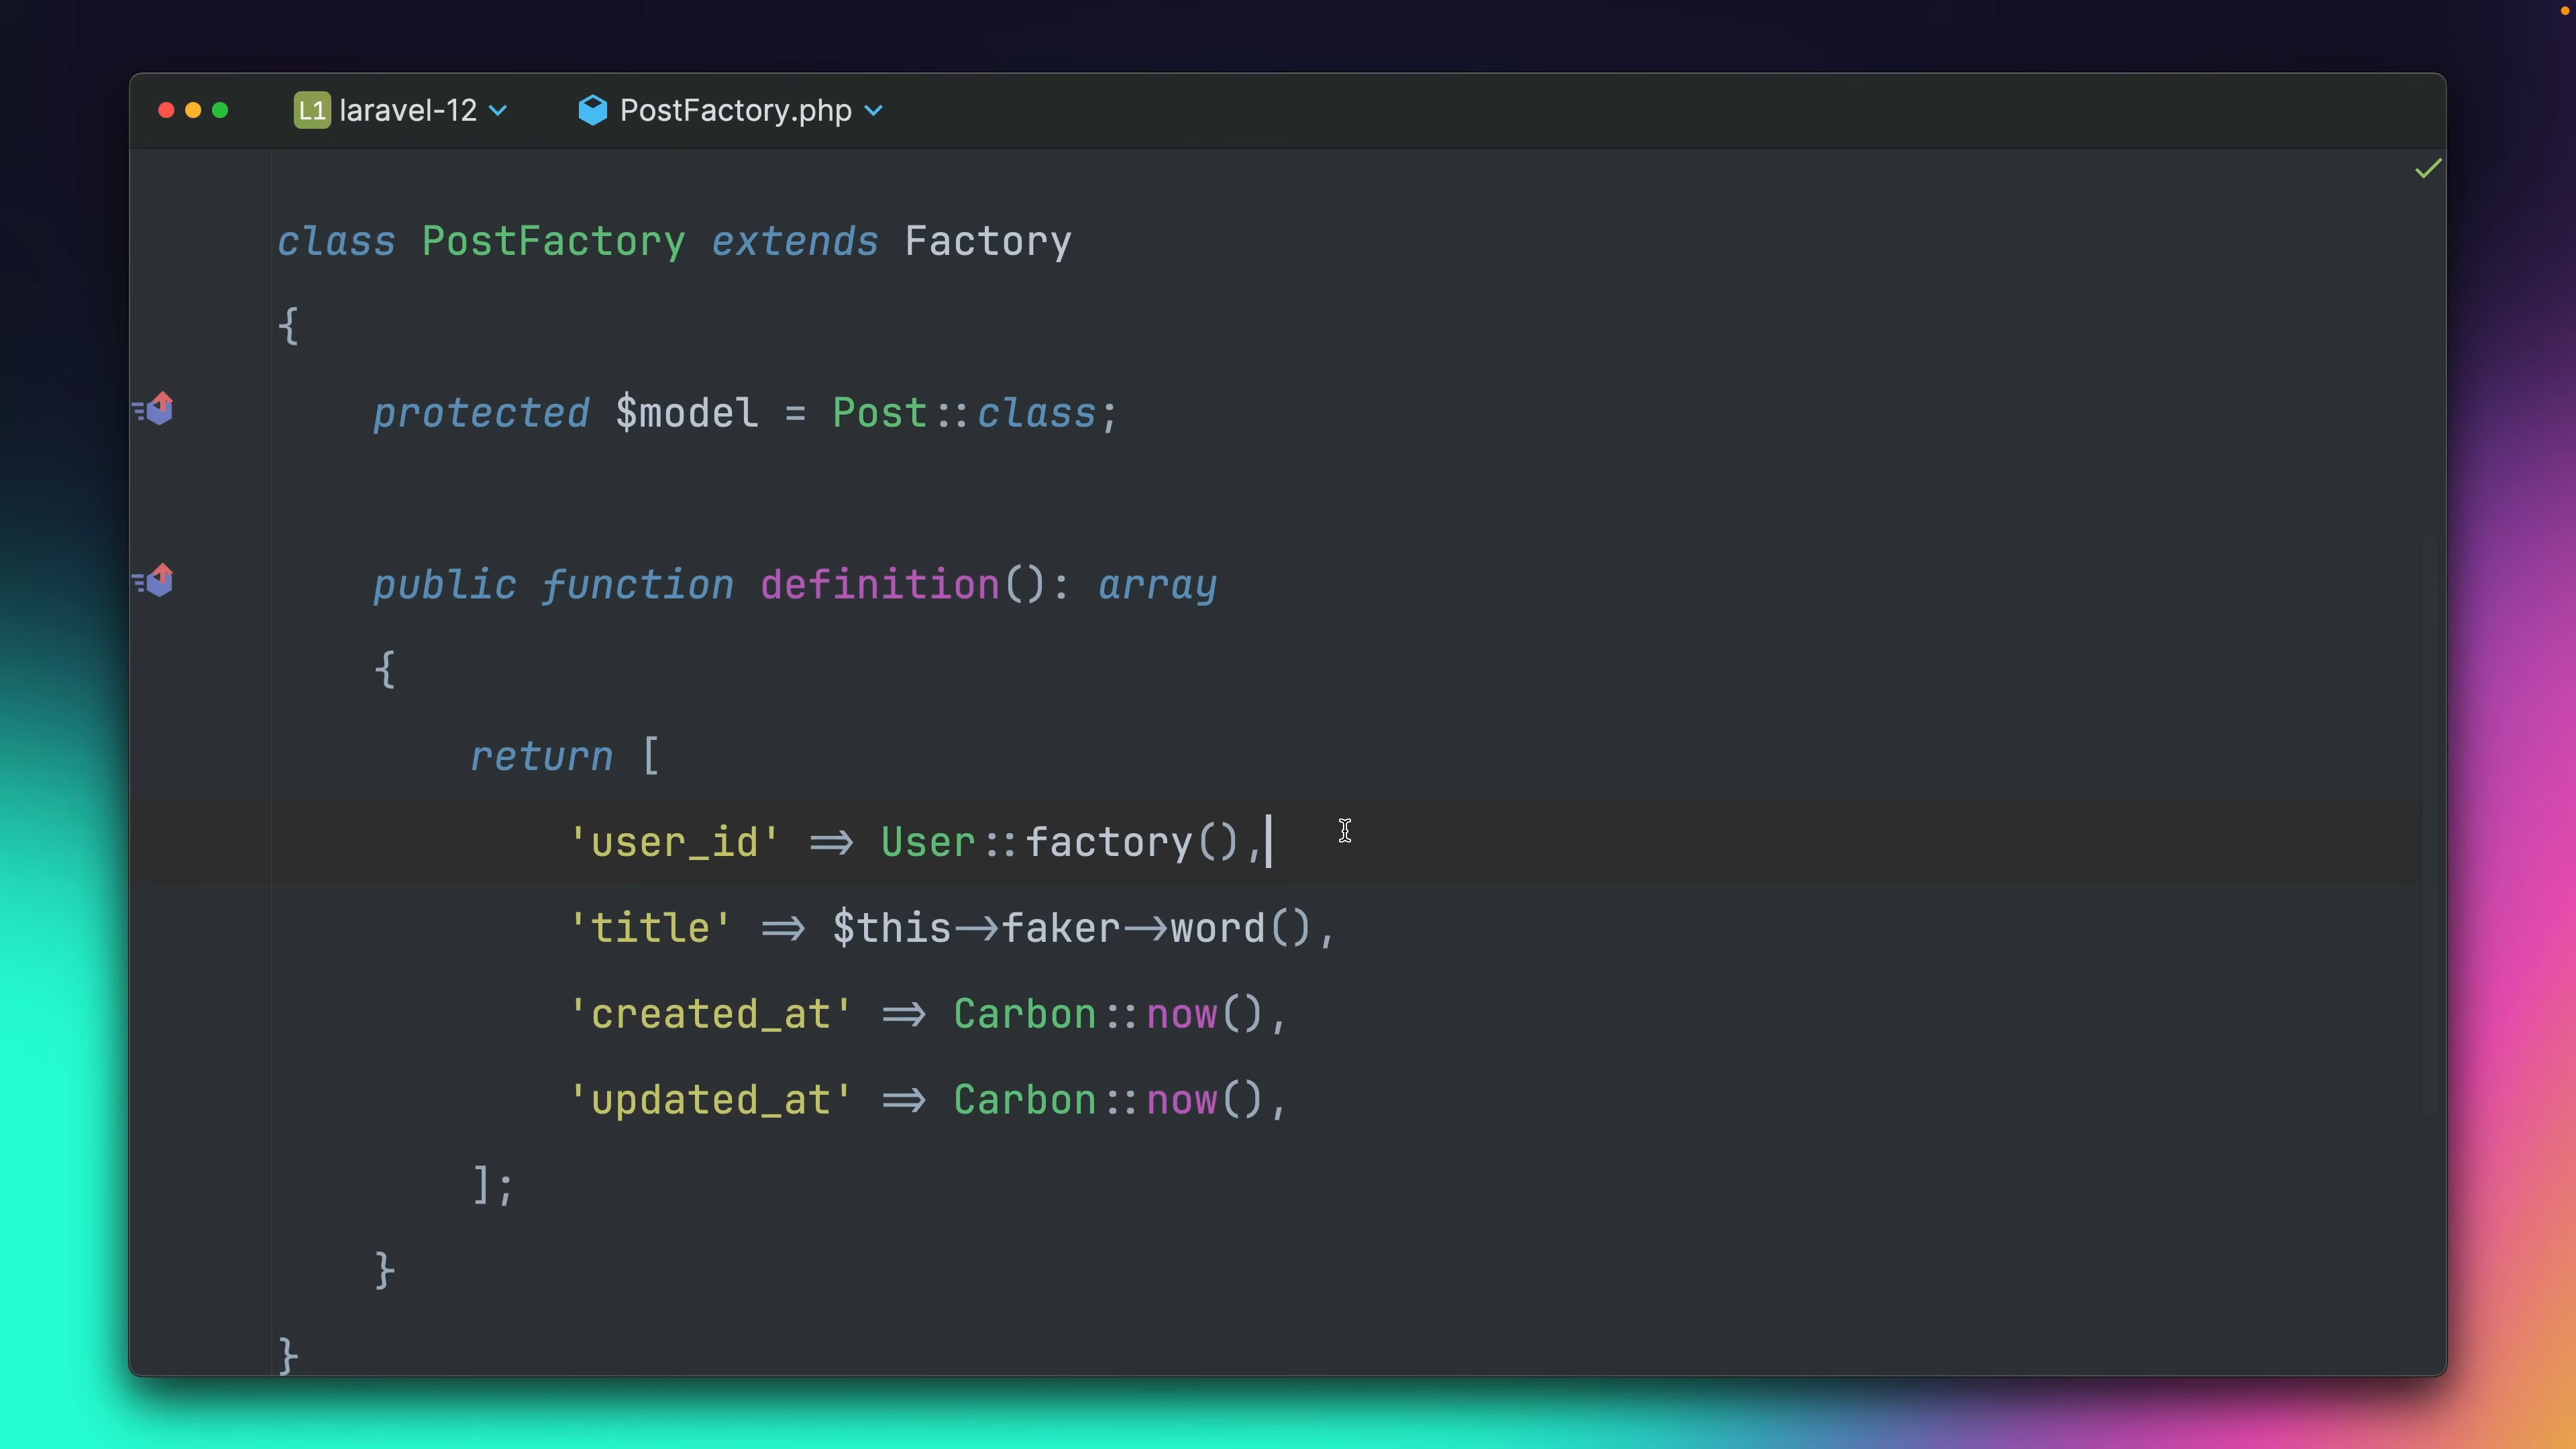 L1 laravel-12 PostFactory.php
class PostFactory extends Factory
{
protected $model = Post::class;
public function definition(): array
{
return [
'user_id' => User::factory(),
'title' => $this->faker->word(),
'created_at' => Carbon::now(),
'updated_at' => Carbon::now(),
];
}
}